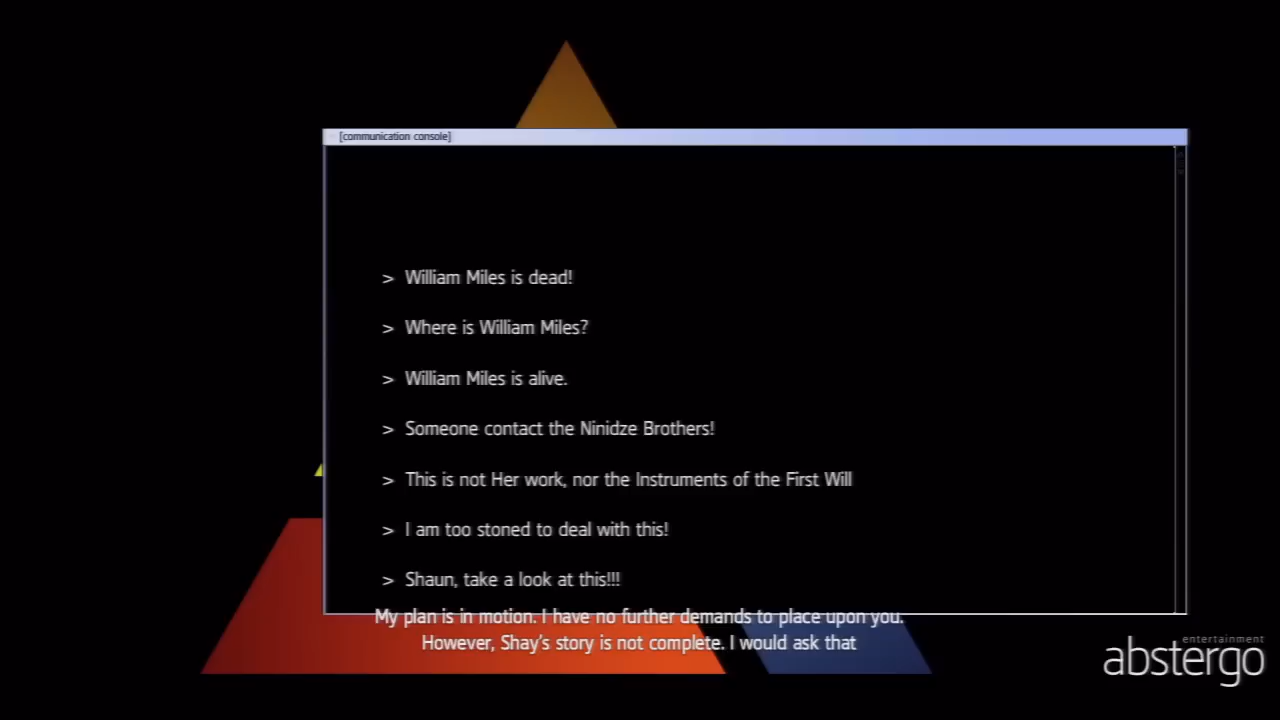 [communication console]
> William Miles is dead!
> Where is William Miles?
> William Miles is alive.
> Someone contact the Ninidze Brothers!
> This is not Her work, nor the Instruments of the First Will
> I am too stoned to deal with this!
> Shaun, take a look at this!!!
My plan is in motion. I have no further demands to place upon you.
However, Shay's story is not complete. I would ask that
entertainment
abstergo